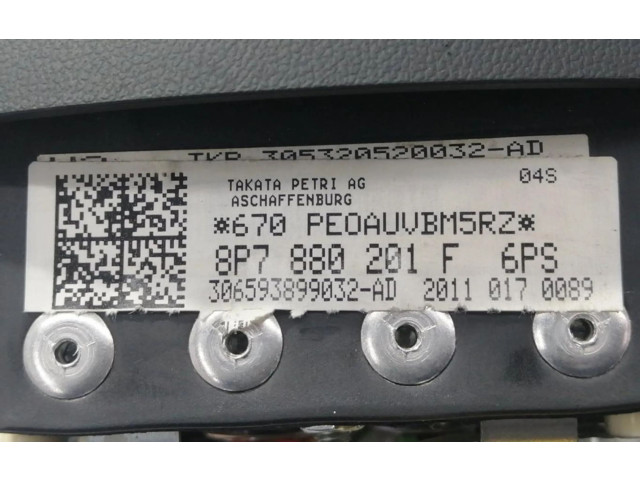 TKP 305320520032-AD
TAKATA PETRI AG 04S
ASCHAFFENBURG
*670 PEOAUVBM5RZ*
8P7 880 201 F 6PS
306593899032-AD 2011 017 0089